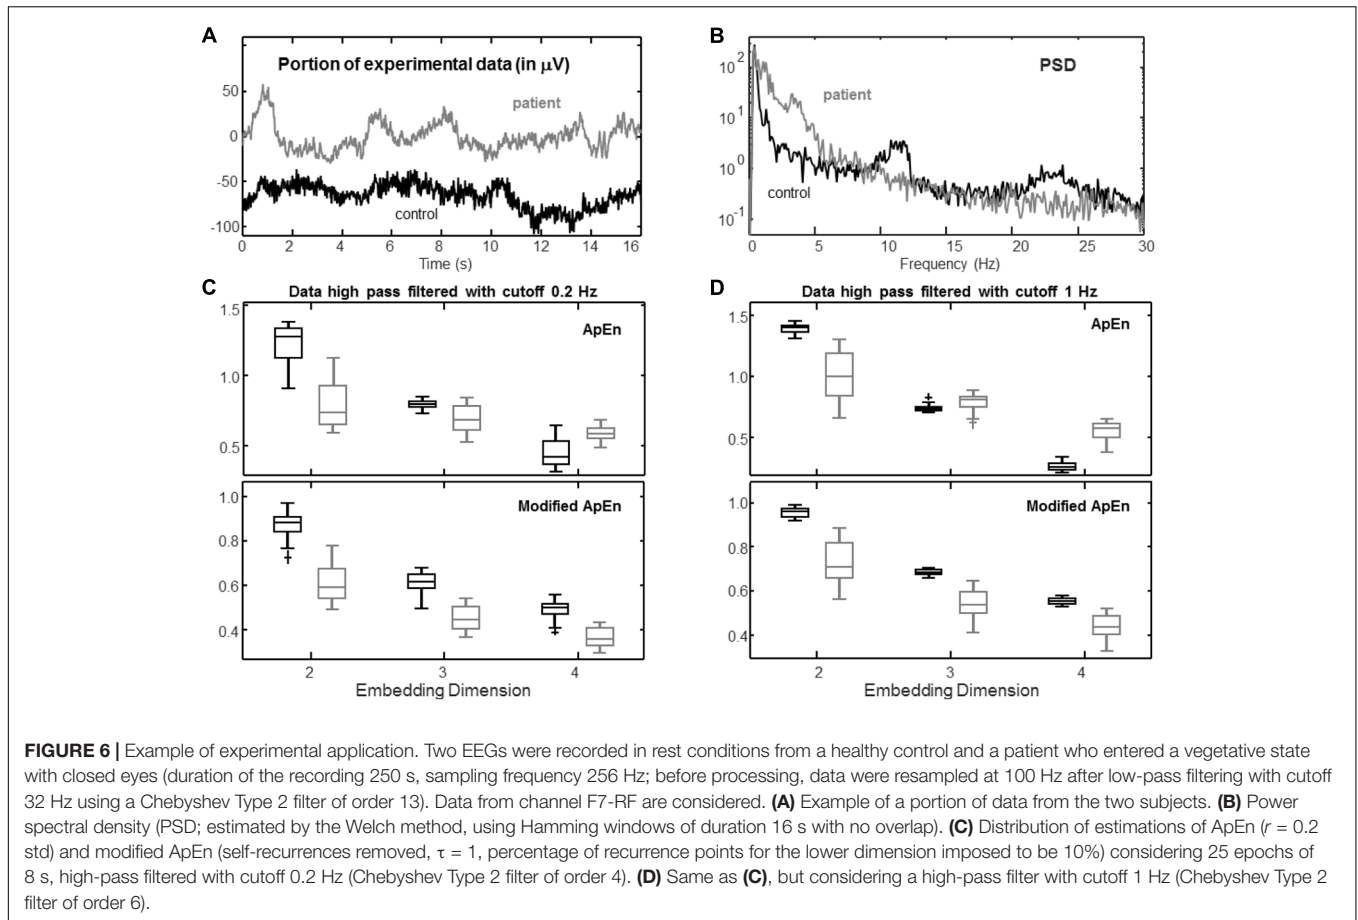 A
B
Portion of experimental data (in μV)
PSD
patient
patient
control
control
50
0
-50
-100
0 2 4 6 8 10 12 14 16
Time (s)
10^2
10^1
10^0
10^-1
0 5 10 15 20 25 30
Frequency (Hz)
C
Data high pass filtered with cutoff 0.2 Hz
1.5
1.0
0.5
ApEn
1.0
0.8
0.6
0.4
Modified ApEn
2 3 4
Embedding Dimension
D
Data high pass filtered with cutoff 1 Hz
1.5
1.0
0.5
ApEn
1.0
0.8
0.6
0.4
Modified ApEn
2 3 4
Embedding Dimension
FIGURE 6 | Example of experimental application. Two EEGs were recorded in rest conditions from a healthy control and a patient who entered a vegetative state
with closed eyes (duration of the recording 250 s, sampling frequency 256 Hz; before processing, data were resampled at 100 Hz after low-pass filtering with cutoff
32 Hz using a Chebyshev Type 2 filter of order 13). Data from channel F7-RF are considered. (A) Example of a portion of data from the two subjects. (B) Power
spectral density (PSD; estimated by the Welch method, using Hamming windows of duration 16 s with no overlap). (C) Distribution of estimations of ApEn (r = 0.2
std) and modified ApEn (self-recurrences removed, τ = 1, percentage of recurrence points for the lower dimension imposed to be 10%) considering 25 epochs of
8 s, high-pass filtered with cutoff 0.2 Hz (Chebyshev Type 2 filter of order 4). (D) Same as (C), but considering a high-pass filter with cutoff 1 Hz (Chebyshev Type 2
filter of order 6).